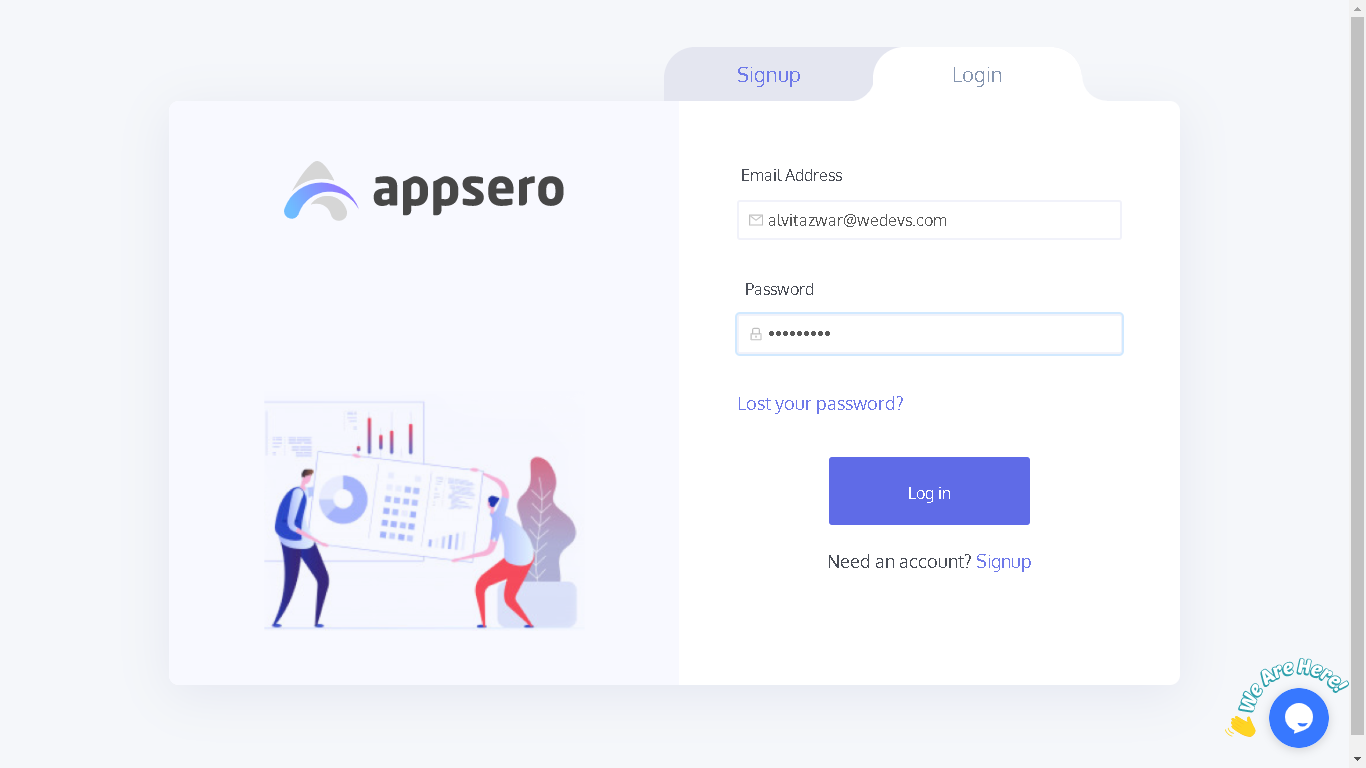 Signup
Login
appsero
Email Address
alvitazwar@wedevs.com
Password
•••••••••
Lost your password?
Log in
Need an account? Signup
We Are Here!